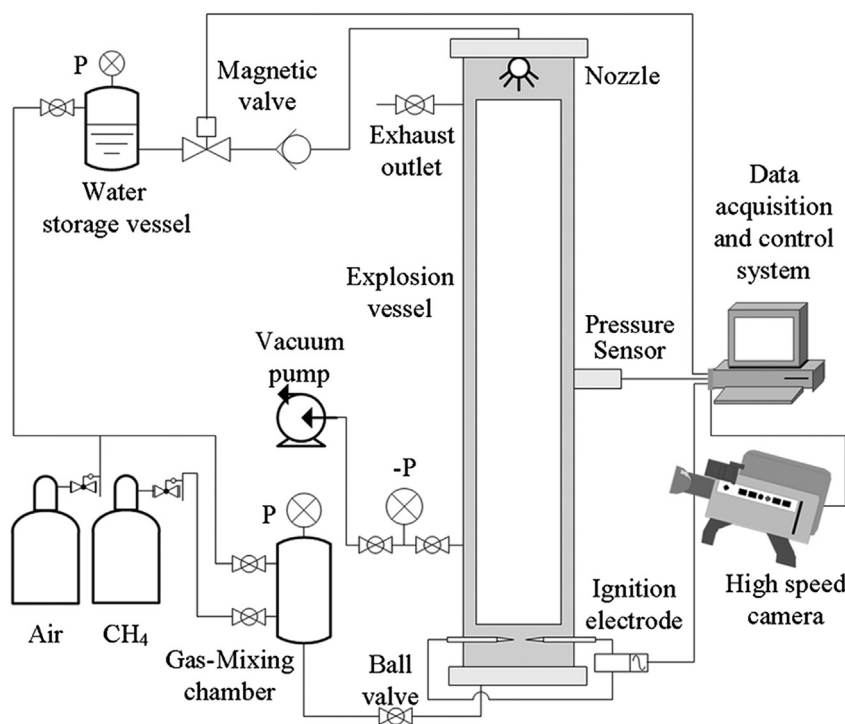 P
Magnetic
valve
Nozzle
Exhaust
outlet
Water
storage vessel
Data
acquisition
and control
system
Explosion
vessel
Pressure
Sensor
Vacuum
pump
-P
P
Ignition
electrode
High speed
camera
Air
CH₄
Gas-Mixing
chamber
Ball
valve